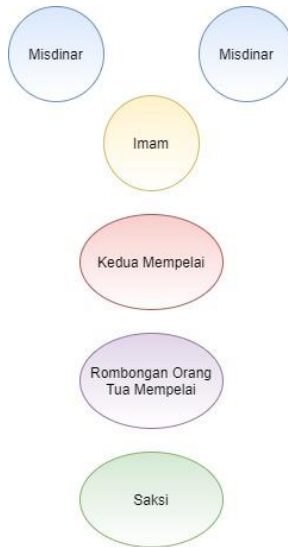 Misdinar
Misdinar
Imam
Kedua Mempelai
Rombongan Orang
Tua Mempelai
Saksi